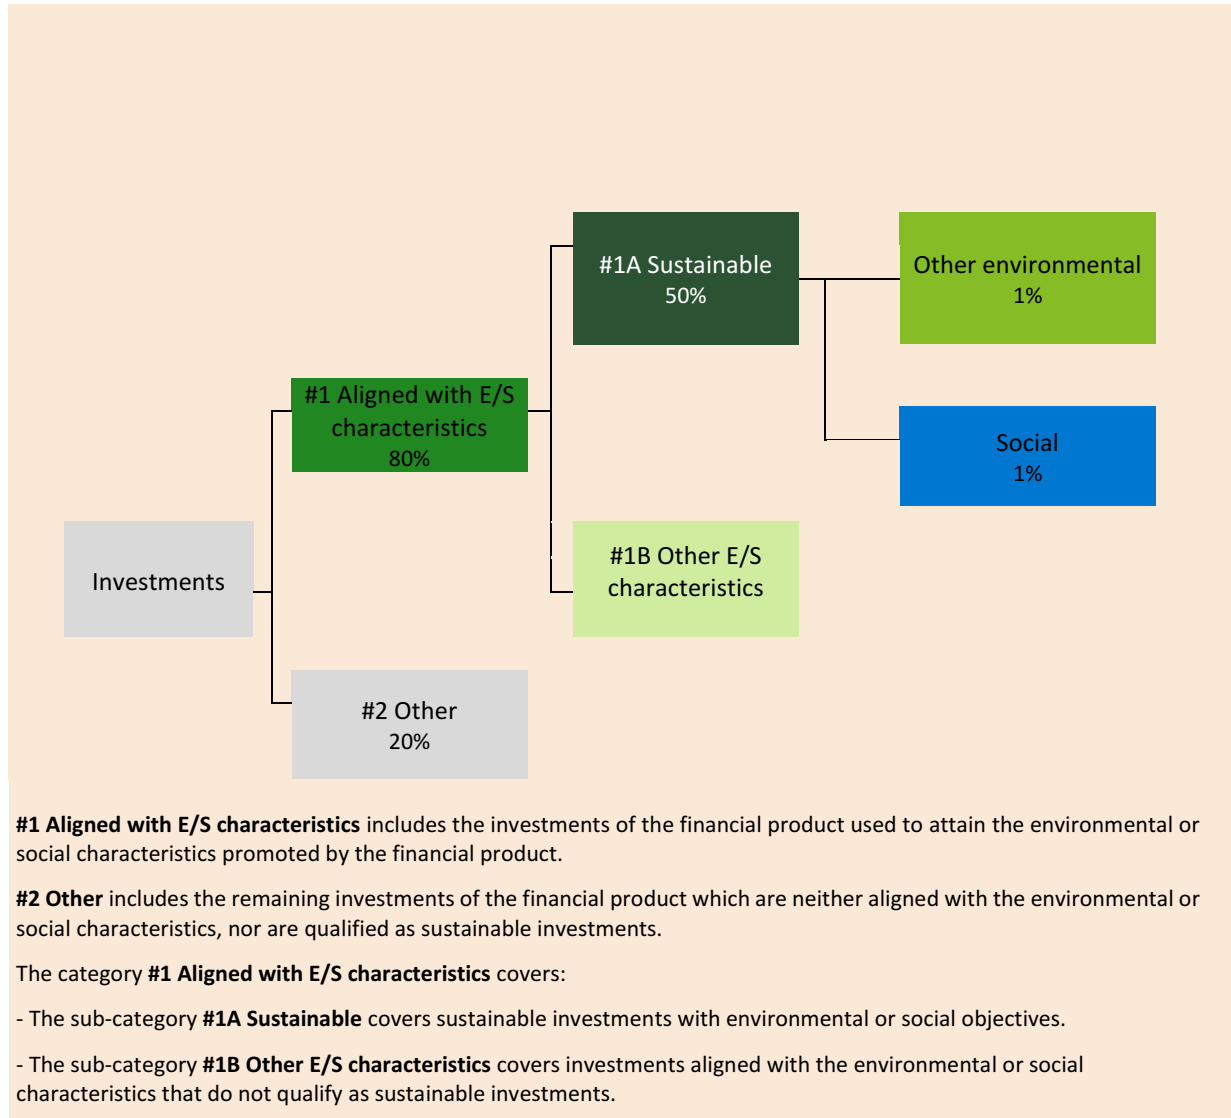 #1A Sustainable
50%
Other environmental
1%
#1 Aligned with E/S
characteristics
80%
Social
1%
Investments
#1B Other E/S
characteristics
#2 Other
20%
#1 Aligned with E/S characteristics includes the investments of the financial product used to attain the environmental or
social characteristics promoted by the financial product.
#2 Other includes the remaining investments of the financial product which are neither aligned with the environmental or
social characteristics, nor are qualified as sustainable investments.
The category #1 Aligned with E/S characteristics covers:
- The sub-category #1A Sustainable covers sustainable investments with environmental or social objectives.
- The sub-category #1B Other E/S characteristics covers investments aligned with the environmental or social
characteristics that do not qualify as sustainable investments.